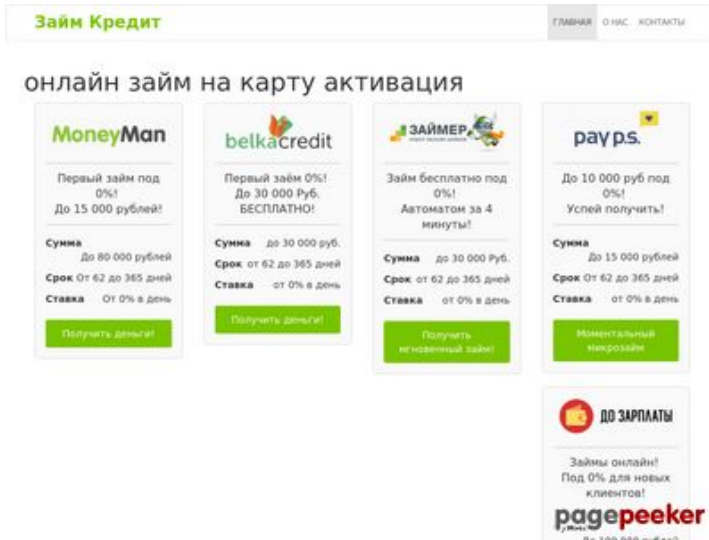 Займ Кредит
ГЛАВНАЯ О НАС КОНТАКТЫ
онлайн займ на карту активация
MoneyMan
Первый займ под
0%!
До 15 000 рублей!
Сумма
До 80 000 рублей
Срок От 62 до 365 дней
Ставка От 0% в день
Получить деньги!
belkacredit
Первый заём 0%!
До 30 000 Руб.
БЕСПЛАТНО!
Сумма до 30 000 руб.
Срок от 62 до 365 дней
Ставка от 0% в день
Получить деньги!
ЗАЙМЕР
Займ бесплатно под
0%!
Автоматом за 4
минуты!
Сумма до 30 000 Руб.
Срок от 62 до 365 дней
Ставка от 0% в день
Получить
мгновенный займ!
pay p.s.
До 10 000 руб под
0%!
Успей получить!
Сумма
До 15 000 рублей
Срок От 62 до 365 дней
Ставка от 0% в день
Моментальный
микрозайм
ДО ЗАРПЛАТЫ
Займы онлайн!
Под 0% для новых
клиентов!
pagepeeker
До 100 000 рублей